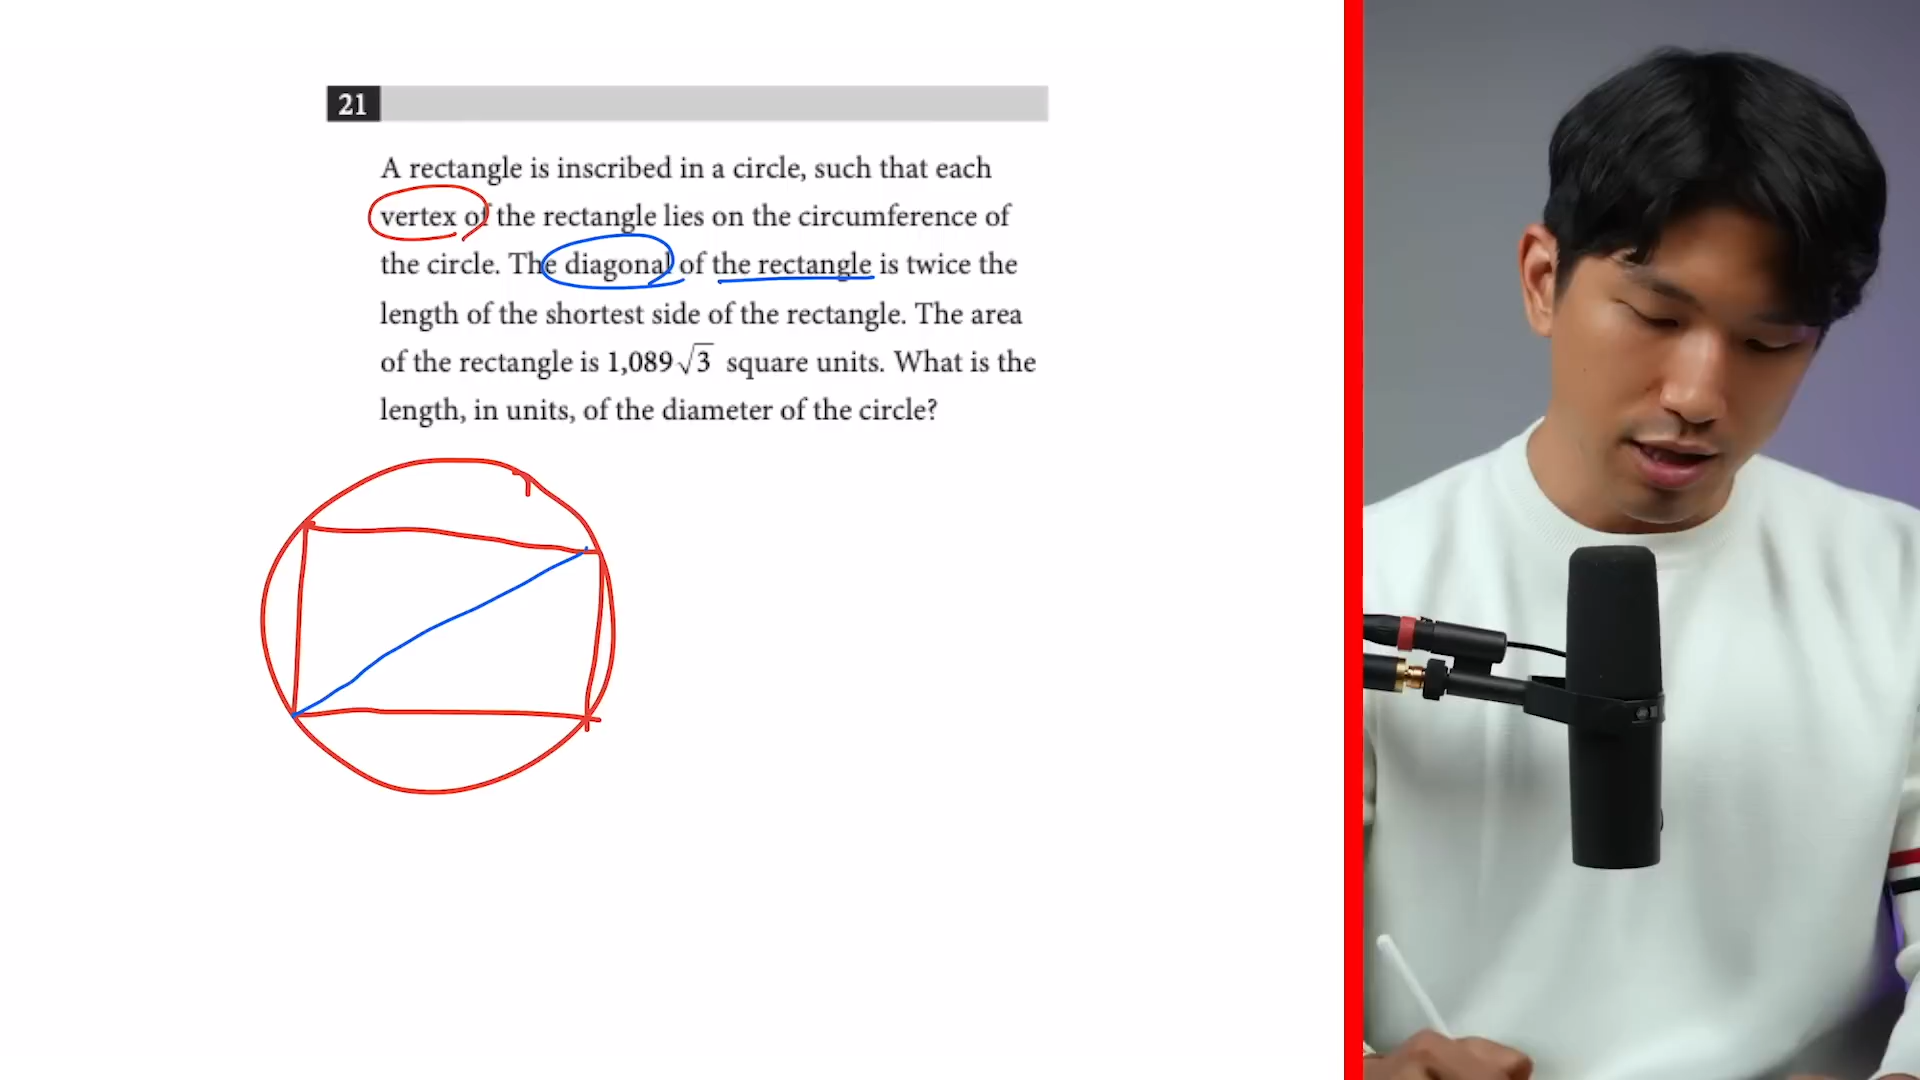 21
A rectangle is inscribed in a circle, such that each
vertex of the rectangle lies on the circumference of
the circle. The diagonal of the rectangle is twice the
length of the shortest side of the rectangle. The area
of the rectangle is 1,089√3 square units. What is the
length, in units, of the diameter of the circle?